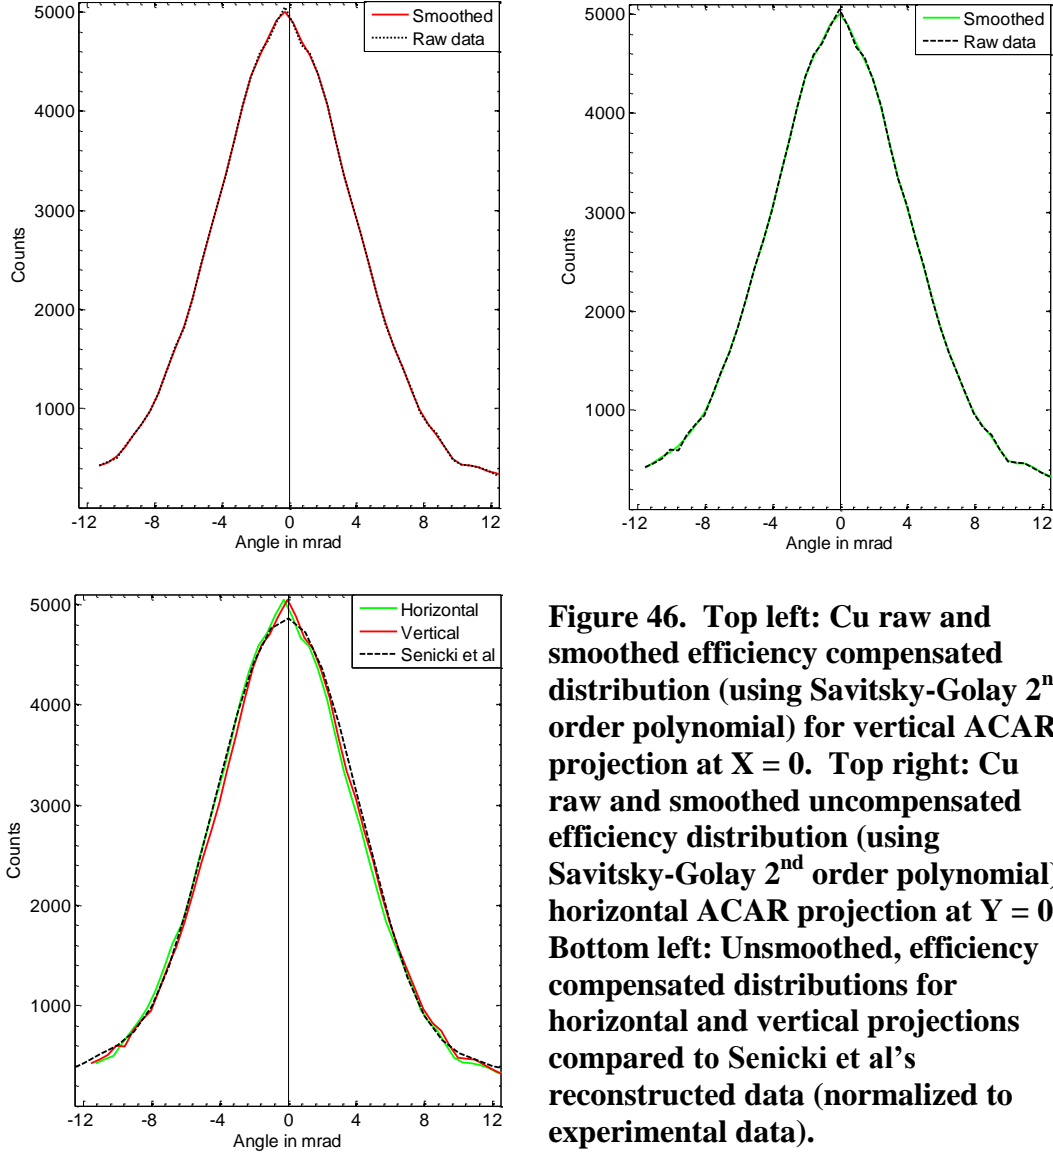 5000
4000
3000
2000
1000
Counts
-12 -8 -4 0 4 8 12
Angle in mrad
Smoothed
Raw data
5000
4000
3000
2000
1000
Counts
-12 -8 -4 0 4 8 12
Angle in mrad
Smoothed
Raw data
5000
4000
3000
2000
1000
Counts
-12 -8 -4 0 4 8 12
Angle in mrad
Horizontal
Vertical
Senicki et al
Figure 46. Top left: Cu raw and
smoothed efficiency compensated
distribution (using Savitsky-Golay 2n
order polynomial) for vertical ACAR
projection at X = 0. Top right: Cu
raw and smoothed uncompensated
efficiency distribution (using
Savitsky-Golay 2nd order polynomial)
horizontal ACAR projection at Y = 0
Bottom left: Unsmoothed, efficiency
compensated distributions for
horizontal and vertical projections
compared to Senicki et al's
reconstructed data (normalized to
experimental data).